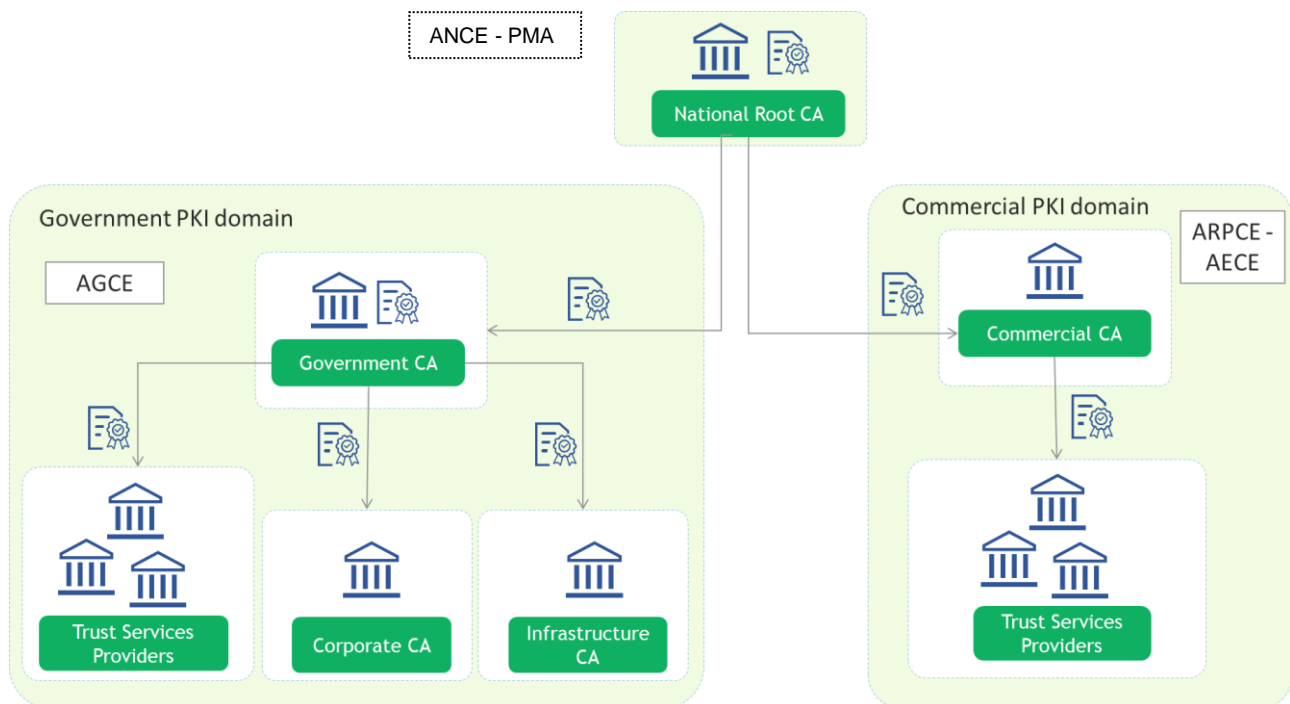 ANCE - PMA
National Root CA
Government PKI domain
AGCE
Government CA
Trust Services
Providers
Corporate CA
Infrastructure
CA
Commercial PKI domain
ARPCE -
AECE
Commercial CA
Trust Services
Providers